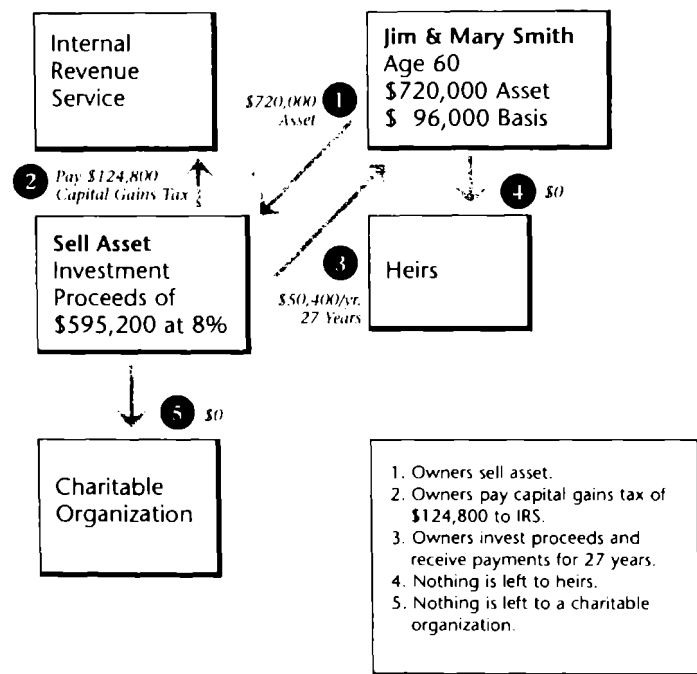 Internal
Revenue
Service
Jim & Mary Smith
Age 60
$720,000 Asset
$ 96,000 Basis
$720,000
Asset
1
2
Pay $124,800
Capital Gains Tax
4
$0
Sell Asset
Investment
Proceeds of
$595,200 at 8%
3
$50,400/yr.
27 Years
Heirs
5
$0
Charitable
Organization
1. Owners sell asset.
2. Owners pay capital gains tax of
$124,800 to IRS.
3. Owners invest proceeds and
receive payments for 27 years.
4. Nothing is left to heirs.
5. Nothing is left to a charitable
organization.